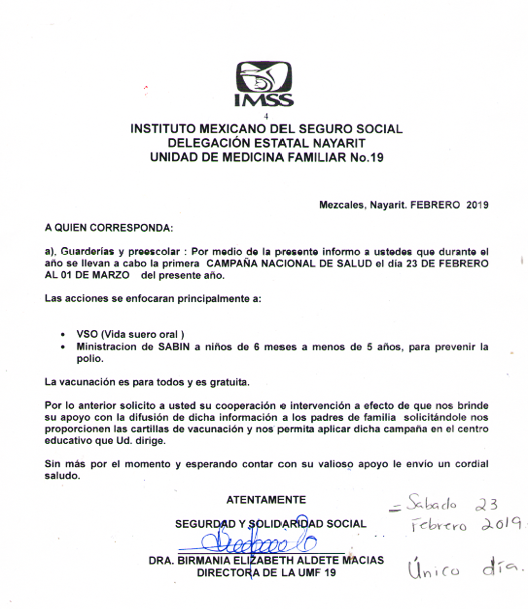 IMSS
4
INSTITUTO MEXICANO DEL SEGURO SOCIAL
DELEGACIÓN ESTATAL NAYARIT
UNIDAD DE MEDICINA FAMILIAR No.19
Mezcales, Nayarit. FEBRERO 2019
A QUIEN CORRESPONDA:
a). Guarderías y preescolar : Por medio de la presente informo a ustedes que durante el
año se llevan a cabo la primera CAMPAÑA NACIONAL DE SALUD el día 23 DE FEBRERO
AL 01 DE MARZO del presente año.
Las acciones se enfocaran principalmente a:
• VSO (Vida suero oral )
• Ministracion de SABIN a niños de 6 meses a menos de 5 años, para prevenir la
polio.
La vacunación es para todos y es gratuita.
Por lo anterior solicito a usted su cooperación e intervención a efecto de que nos brinde
su apoyo con la difusión de dicha información a los padres de familia solicitándole nos
proporcionen las cartillas de vacunación y nos permita aplicar dicha campaña en el centro
educativo que Ud. dirige.
Sin más por el momento y esperando contar con su valioso apoyo le envío un cordial
saludo.
ATENTAMENTE
SEGURDAD Y SOLIDARIDAD SOCIAL
DRA. BIRMANIA ELIZABETH ALDETE MACIAS
DIRECTORA DE LA UMF 19
= Sabado 23
Febrero 2019.
Único día.